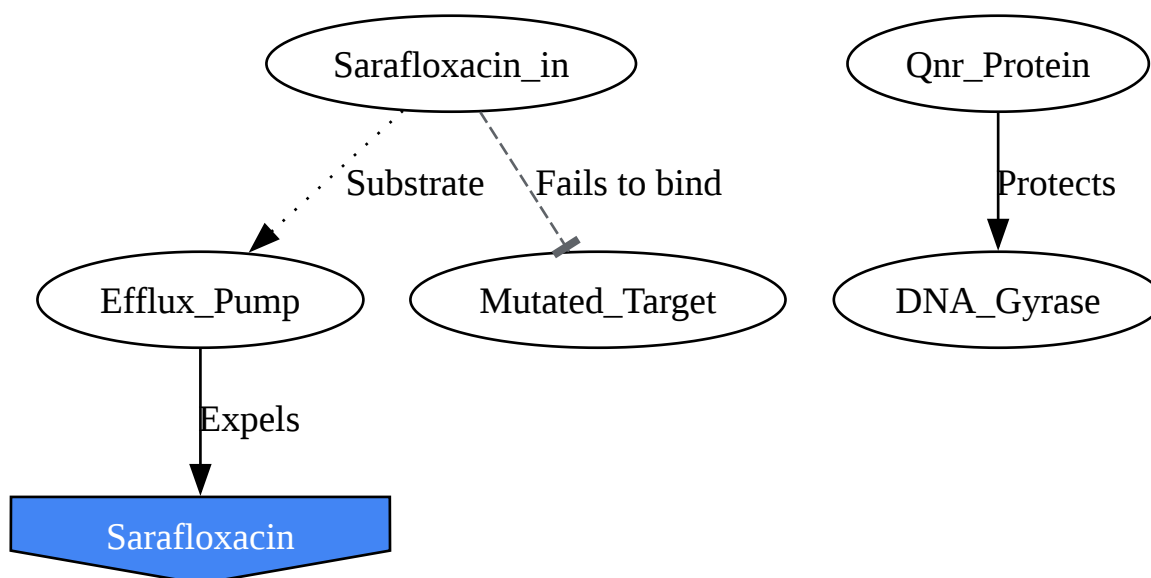 Sarafloxacin_in
Qnr_Protein
Substrate
Fails to bind
Protects
Efflux_Pump
Mutated_Target
DNA_Gyrase
Expels
Sarafloxacin